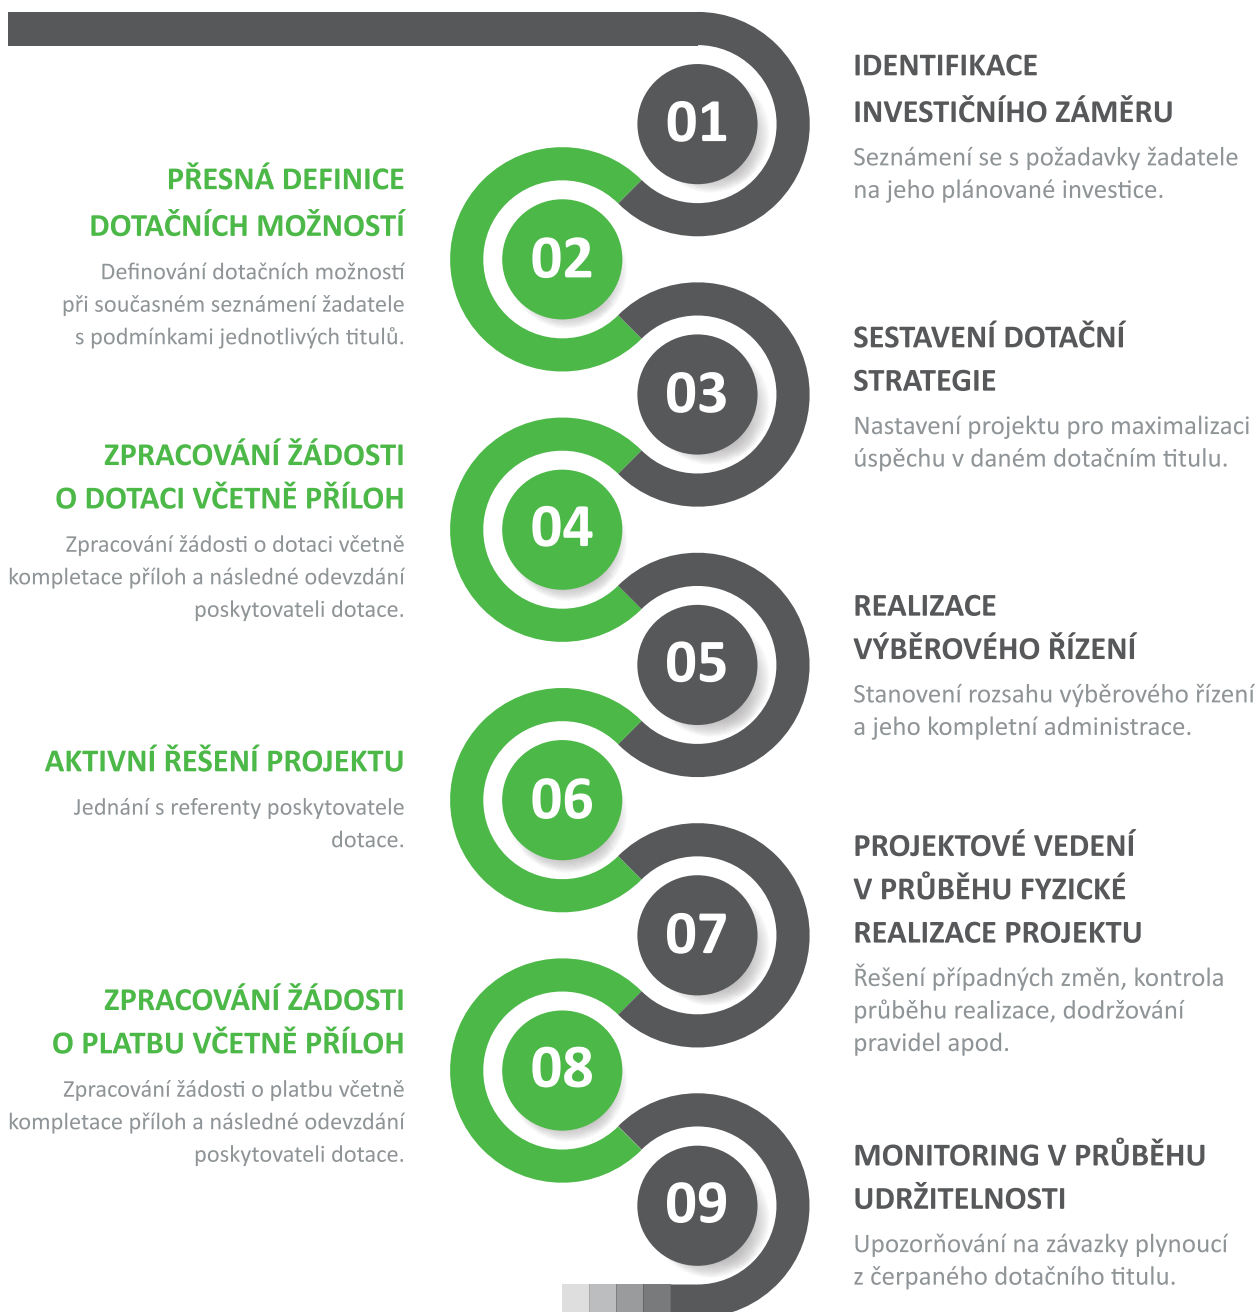 01
IDENTIFIKACE
INVESTIČNÍHO ZÁMĚRU
Seznámení se s požadavky žadatele
na jeho plánované investice.
02
PŘESNÁ DEFINICE
DOTAČNÍCH MOŽNOSTÍ
Definování dotačních možností
při současném seznámení žadatele
s podmínkami jednotlivých titulů.
03
SESTAVENÍ DOTAČNÍ
STRATEGIE
Nastavení projektu pro maximalizaci
úspěchu v daném dotačním titulu.
04
ZPRACOVÁNÍ ŽÁDOSTI
O DOTACI VČETNĚ PŘÍLOH
Zpracování žádosti o dotaci včetně
kompletace příloh a následné odevzdání
poskytovateli dotace.
05
REALIZACE
VÝBĚROVÉHO ŘÍZENÍ
Stanovení rozsahu výběrového řízení
a jeho kompletní administrace.
06
AKTIVNÍ ŘEŠENÍ PROJEKTU
Jednání s referenty poskytovatele
dotace.
07
PROJEKTOVÉ VEDENÍ
V PRŮBĚHU FYZICKÉ
REALIZACE PROJEKTU
Řešení případných změn, kontrola
průběhu realizace, dodržování
pravidel apod.
08
ZPRACOVÁNÍ ŽÁDOSTI
O PLATBU VČETNĚ PŘÍLOH
Zpracování žádosti o platbu včetně
kompletace příloh a následné odevzdání
poskytovateli dotace.
09
MONITORING V PRŮBĚHU
UDRŽITELNOSTI
Upozorňování na závazky plynoucí
z čerpaného dotačního titulu.